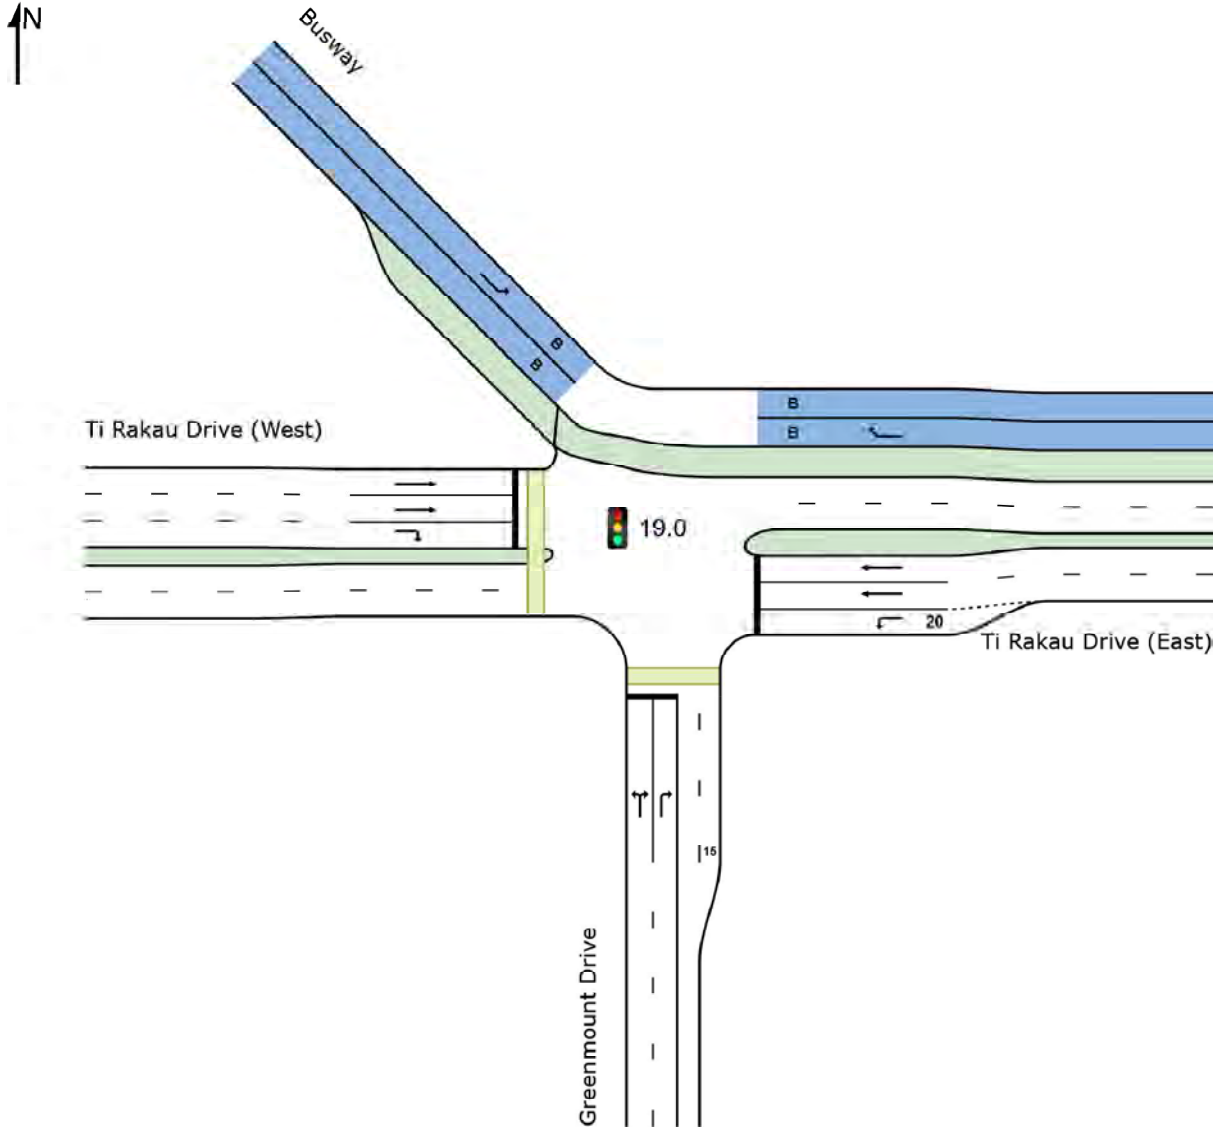 N
Busway
B
B
Ti Rakau Drive (West)
B
B
19.0
20
Ti Rakau Drive (East)
15
Greenmount Drive